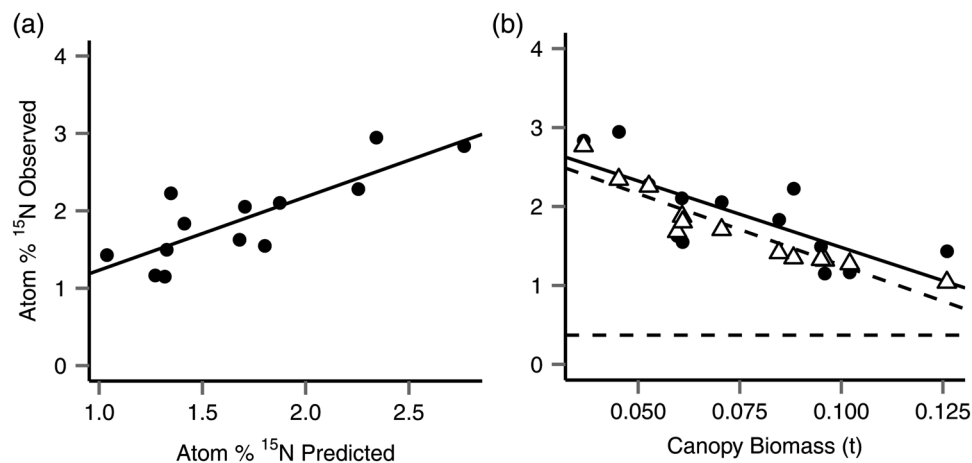 (a)
4
3
2
1
0
Atom % ¹⁵N Observed
1.0 1.5 2.0 2.5
Atom % ¹⁵N Predicted
(b)
4
3
2
1
0
0.050 0.075 0.100 0.125
Canopy Biomass (t)